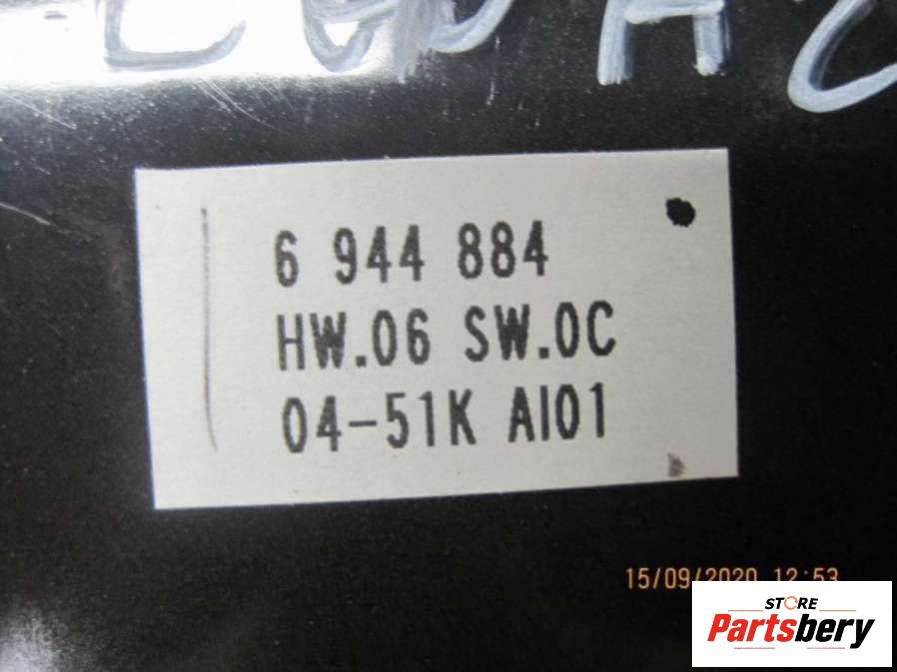 6 944 884
HW.06 SW.0C
04-51K AI01
15/09/2020 12:53
STORE
Partsbery